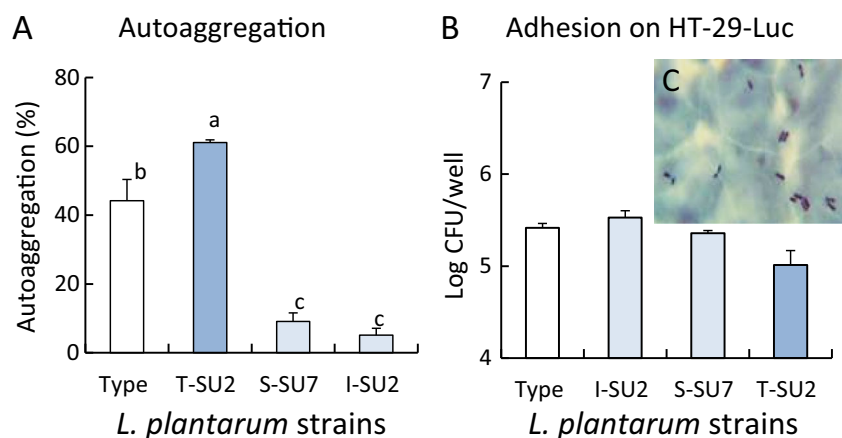 A Autoaggregation
Autoaggregation (%)
80
60
40
20
0
b
a
c
c
Type T-SU2 S-SU7 I-SU2
L. plantarum strains
B Adhesion on HT-29-Luc
C
Log CFU/well
7
6
5
4
Type I-SU2 S-SU7 T-SU2
L. plantarum strains